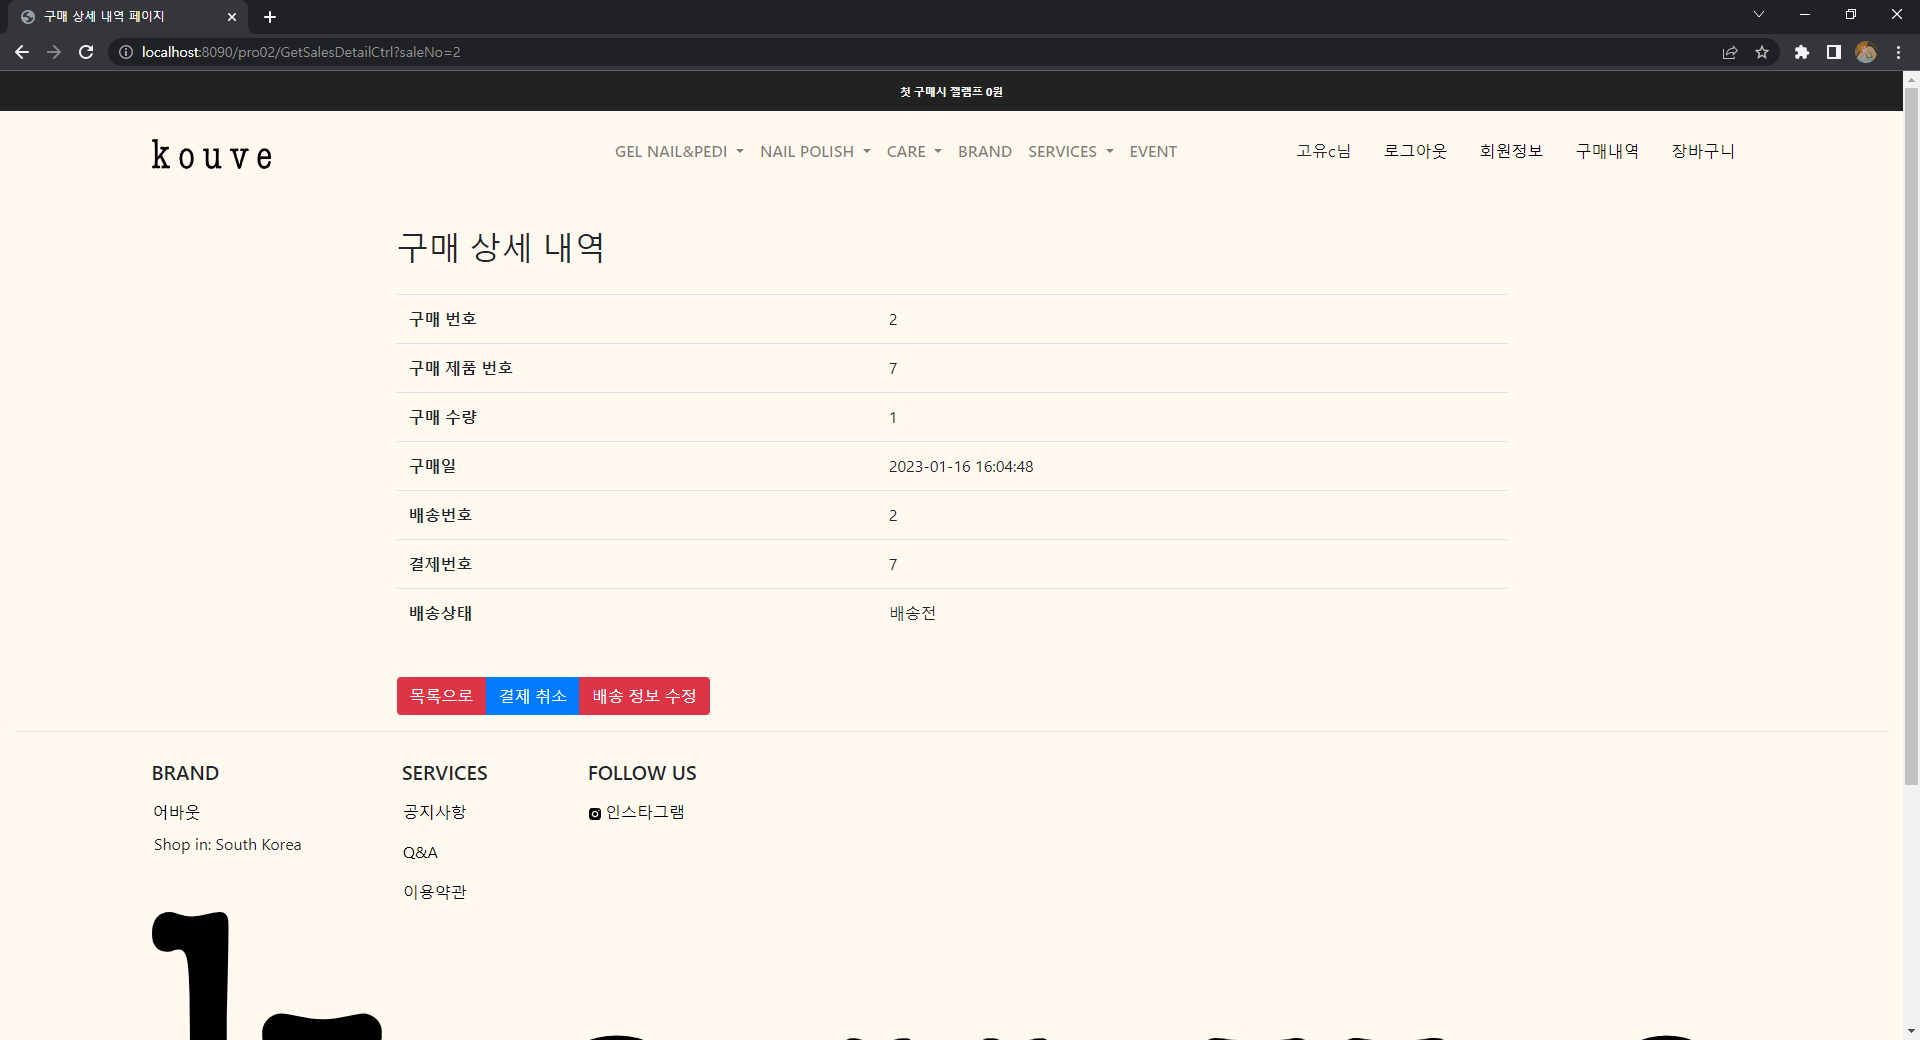 구매 상세 내역 페이지
localhost:8090/pro02/GetSalesDetailCtrl?saleNo=2
첫 구매시 젤램프 0원
kouve
GEL NAIL&PEDI NAIL POLISH CARE BRAND SERVICES EVENT
고유c님 로그아웃 회원정보 구매내역 장바구니
구매 상세 내역
구매 번호 2
구매 제품 번호 7
구매 수량 1
구매일 2023-01-16 16:04:48
배송번호 2
결제번호 7
배송상태 배송전
목록으로 결제 취소 배송 정보 수정
BRAND
어바웃
Shop in: South Korea
SERVICES
공지사항
Q&A
이용약관
FOLLOW US
인스타그램